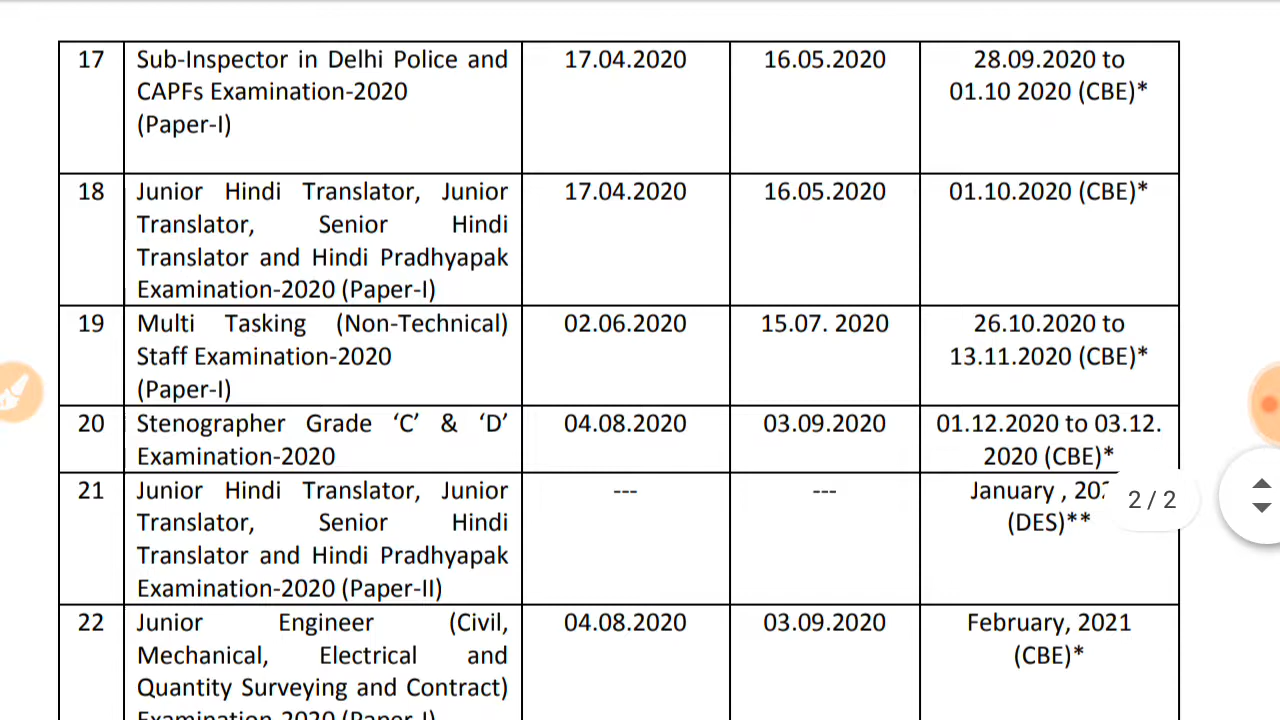 17 Sub-Inspector in Delhi Police and 17.04.2020 16.05.2020 28.09.2020 to
CAPFs Examination-2020 01.10 2020 (CBE)*
(Paper-I)
18 Junior Hindi Translator, Junior 17.04.2020 16.05.2020 01.10.2020 (CBE)*
Translator, Senior Hindi
Translator and Hindi Pradhyapak
Examination-2020 (Paper-I)
19 Multi Tasking (Non-Technical) 02.06.2020 15.07. 2020 26.10.2020 to
Staff Examination-2020 13.11.2020 (CBE)*
(Paper-I)
20 Stenographer Grade ‘C’ & ‘D’ 04.08.2020 03.09.2020 01.12.2020 to 03.12.
Examination-2020 2020 (CBE)*
21 Junior Hindi Translator, Junior --- --- January ,
Translator, Senior Hindi (DES)**
Translator and Hindi Pradhyapak
Examination-2020 (Paper-II)
2 / 2
22 Junior Engineer (Civil, 04.08.2020 03.09.2020 February, 2021
Mechanical, Electrical and (CBE)*
Quantity Surveying and Contract)
Examination-2020 (Paper-I)